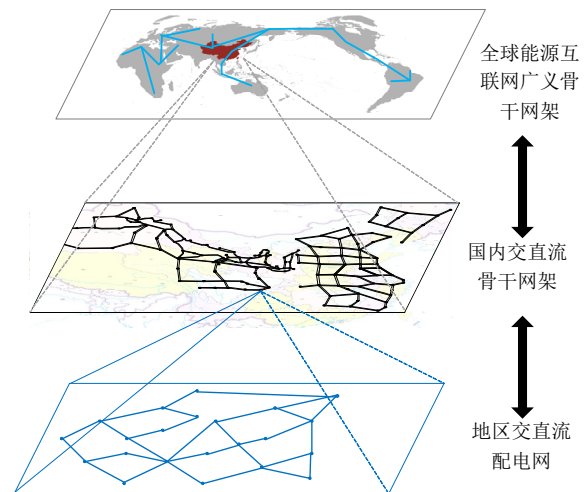 全球能源互
联网广义骨
干网架
国内交直流
骨干网架
地区交直流
配电网